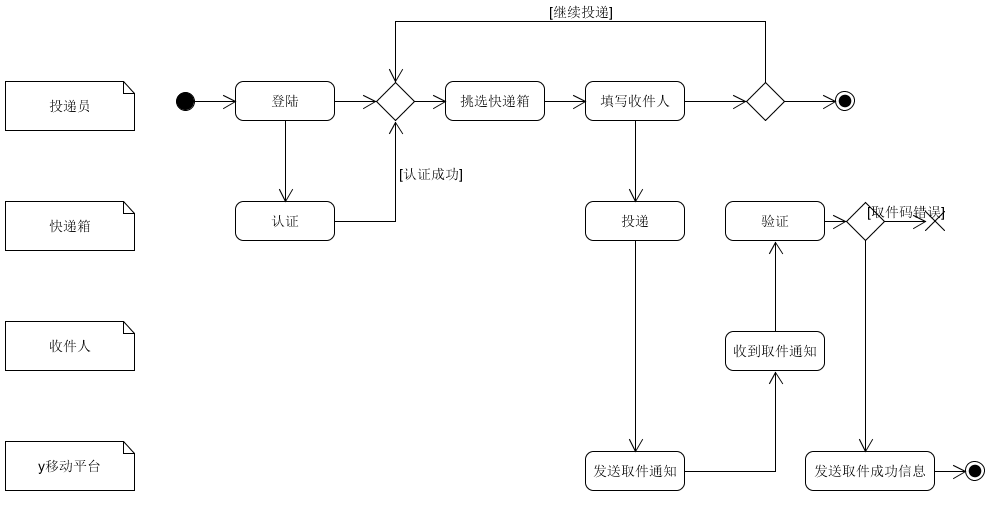 [继续投递]
投递员
登陆
挑选快递箱
填写收件人
[认证成功]
快递箱
认证
投递
验证
[取件码错误]
收件人
收到取件通知
y移动平台
发送取件通知
发送取件成功信息